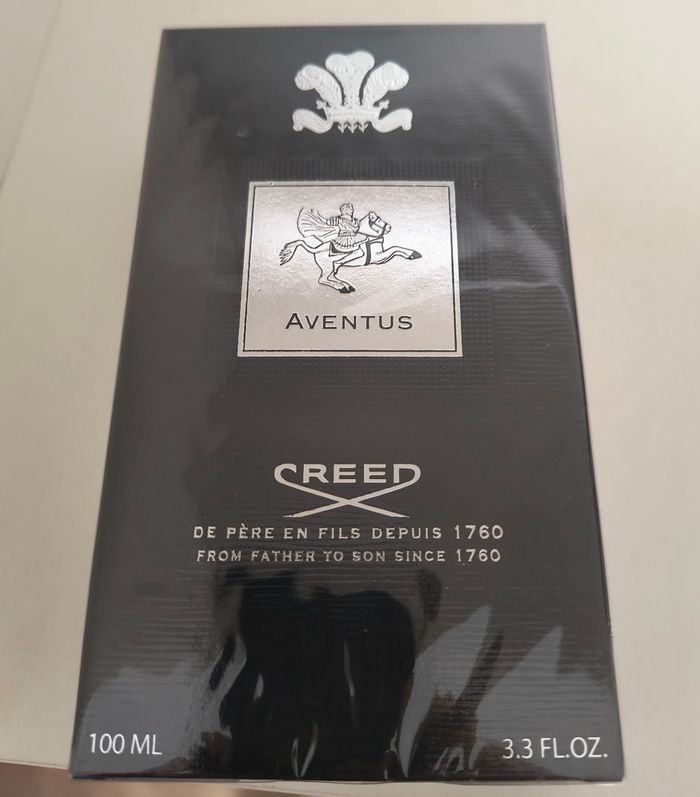 AVENTUS
CREED
DE PÈRE EN FILS DEPUIS 1760
FROM FATHER TO SON SINCE 1760
100 ML
3.3 FL.OZ.